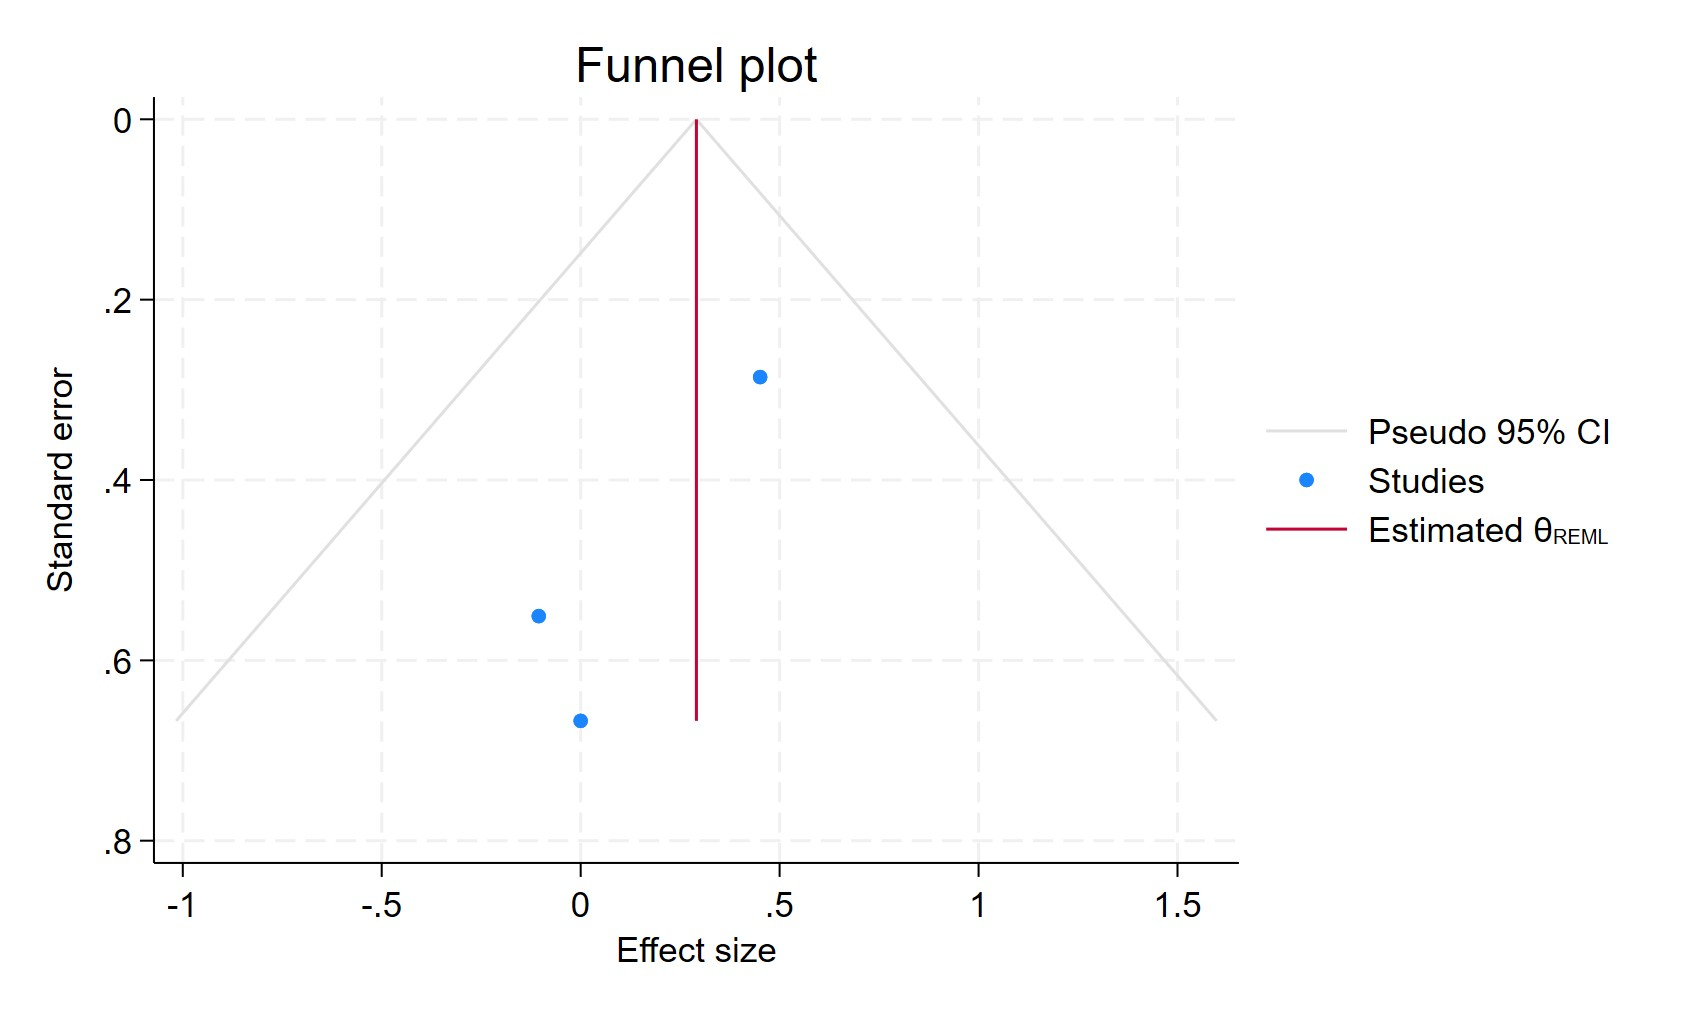 Funnel plot
0
.2
.4
.6
.8
Standard error
-1 -.5 0 .5 1 1.5
Effect size
Pseudo 95% CI
Studies
Estimated θREML